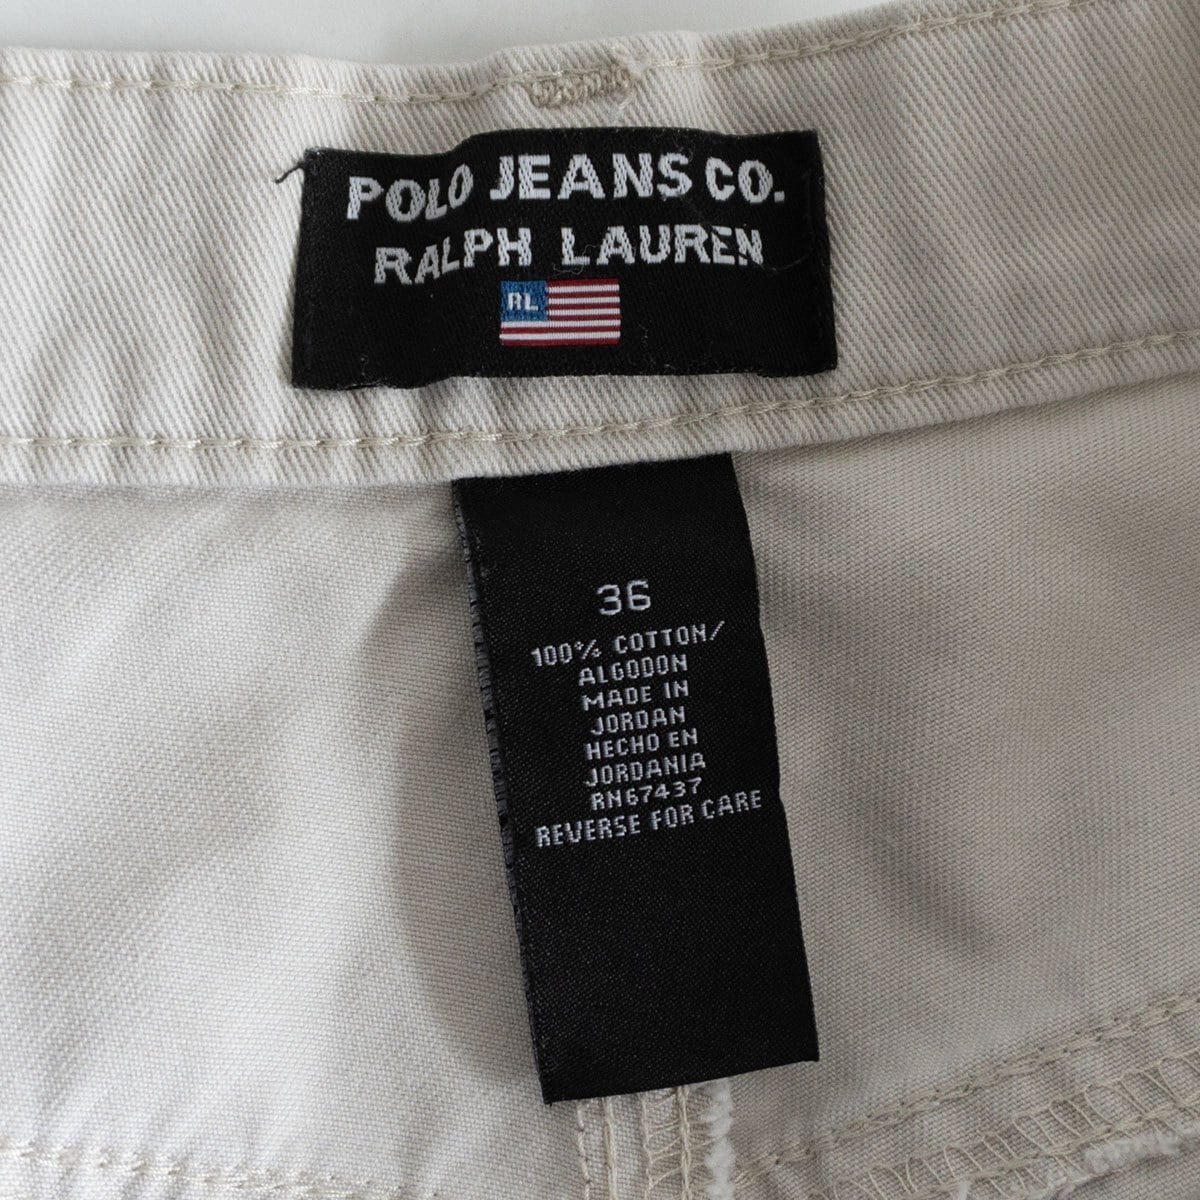 POLO JEANS CO.
RALPH LAUREN
RL
36
100% COTTON/
ALGODON
MADE IN
JORDAN
HECHO EN
JORDANIA
RN67437
REVERSE FOR CARE